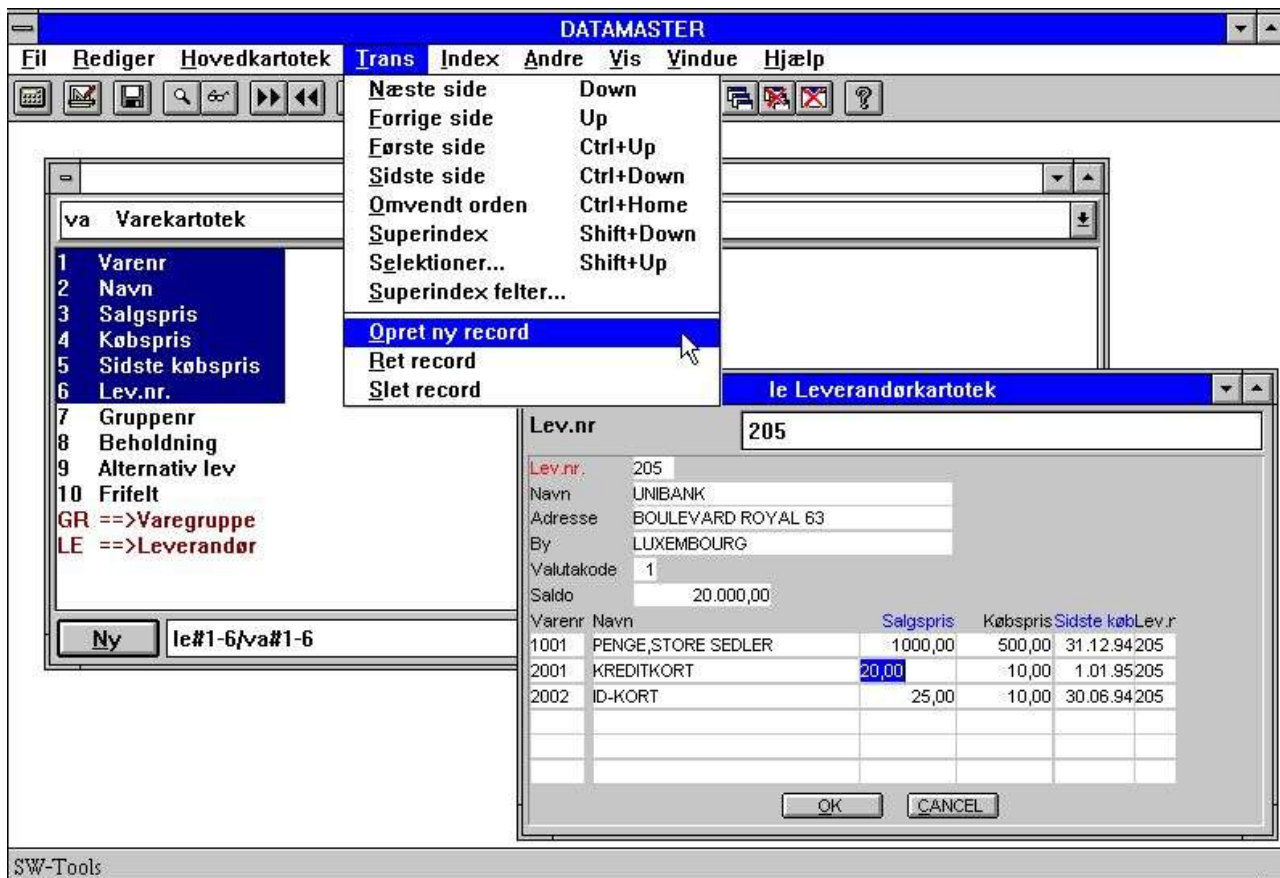 DATAMASTER
Fil Rediger Hovedkartotek Trans Index Andre Vis Vindue Hjælp
Næste side Down
Forrige side Up
Første side Ctrl+Up
Sidste side Ctrl+Down
Omvendt orden Ctrl+Home
Superindex Shift+Down
Selektioner... Shift+Up
Superindex felter...
Opret ny record
Ret record
Slet record
va Varekartotek
1 Varenr
2 Navn
3 Salgspris
4 Købspris
5 Sidste købspris
6 Lev.nr.
7 Gruppenr
8 Beholdning
9 Alternativ lev
10 Frifelt
GR ==>Varegruppe
LE ==>Leverandør
Ny le#1-6/va#1-6
le Leverandørkartotek
Lev.nr 205
Lev.nr. 205
Navn UNIBANK
Adresse BOULEVARD ROYAL 63
By LUXEMBOURG
Valutakode 1
Saldo 20.000,00
Varenr Navn Salgspris Købspris Sidste køb Lev.r
1001 PENGE,STORE SEDLER 1000,00 500,00 31.12.94 205
2001 KREDITKORT 20,00 10,00 1.01.95 205
2002 ID-KORT 25,00 10,00 30.06.94 205
OK CANCEL
SW-Tools